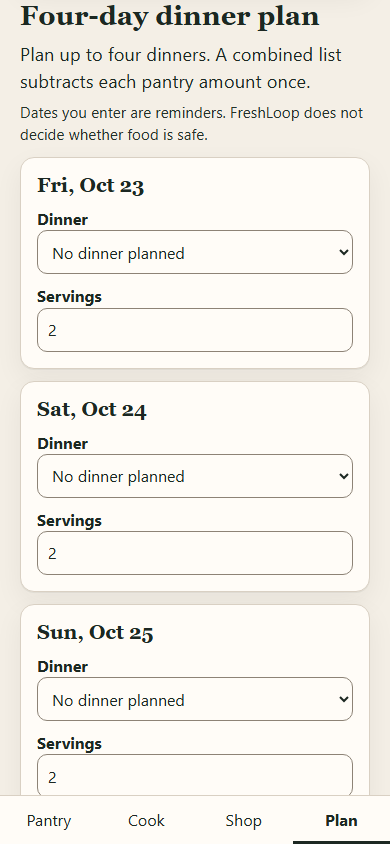 Four-day dinner plan
Plan up to four dinners. A combined list
subtracts each pantry amount once.
Dates you enter are reminders. FreshLoop does not
decide whether food is safe.
Fri, Oct 23
Dinner
No dinner planned
Servings
2
Sat, Oct 24
Dinner
No dinner planned
Servings
2
Sun, Oct 25
Dinner
No dinner planned
Servings
2
Pantry Cook Shop Plan